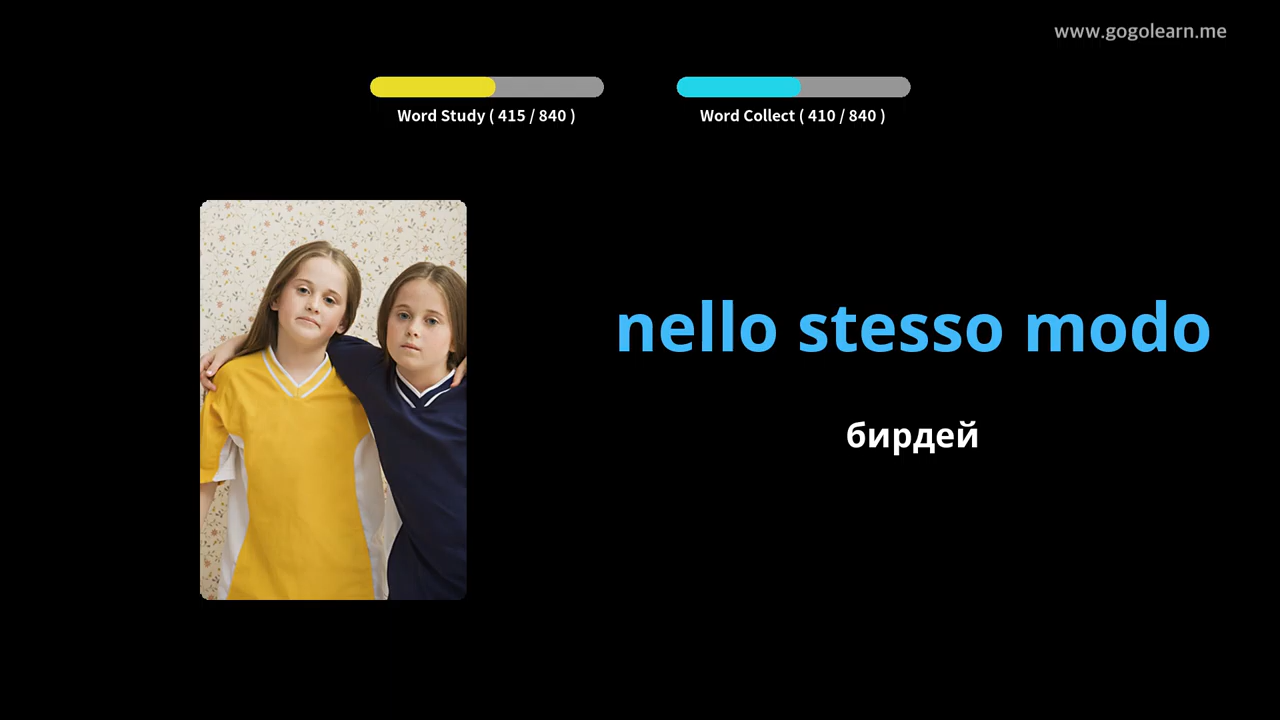 www.gogolearn.me
Word Study ( 415 / 840 )
Word Collect ( 410 / 840 )
nello stesso modo
бирдей